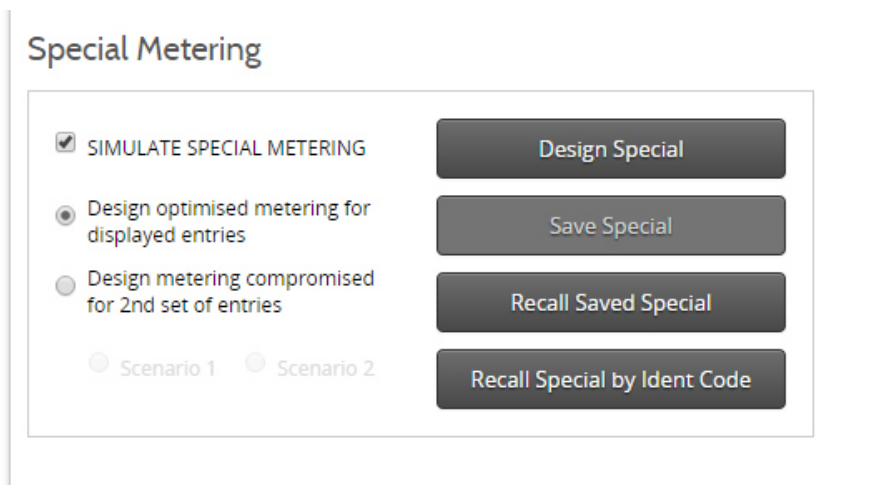 Special Metering
SIMULATE SPECIAL METERING
Design Special
Design optimised metering for
displayed entries
Save Special
Design metering compromised
for 2nd set of entries
Recall Saved Special
Scenario 1 Scenario 2
Recall Special by Ident Code